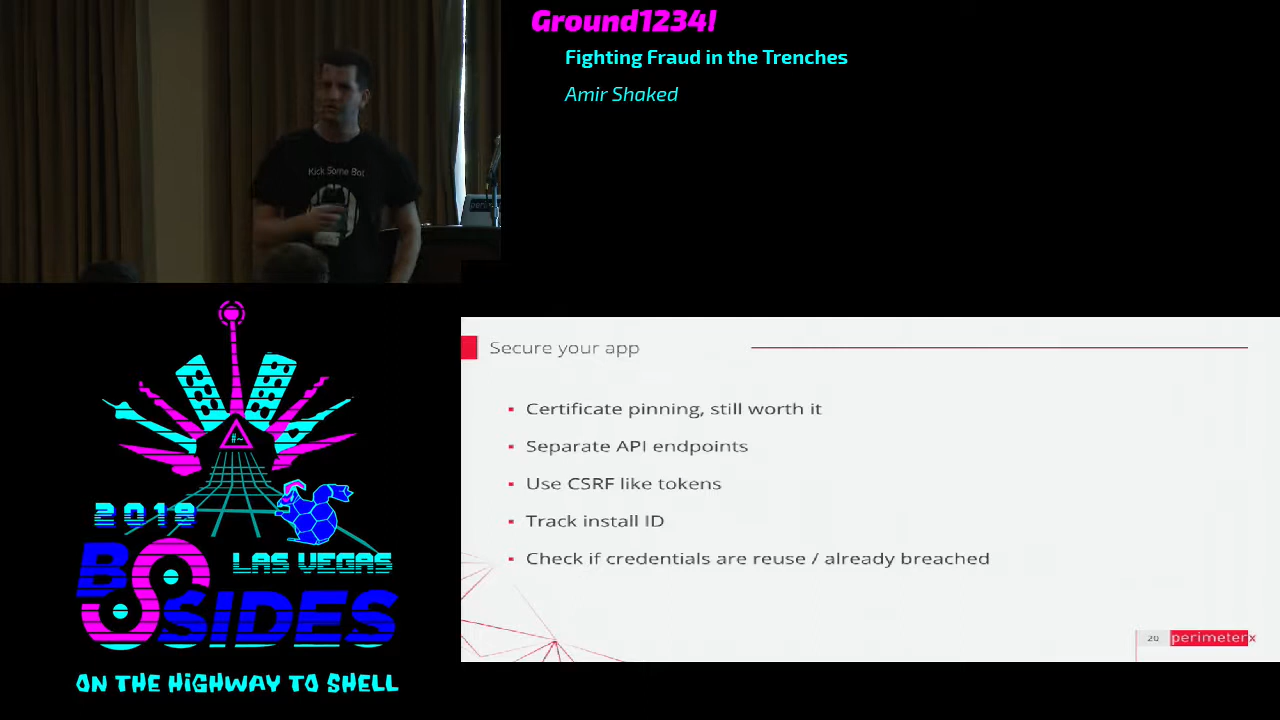 Ground1234!
Fighting Fraud in the Trenches
Amir Shaked
Kick Some Bot
#~
2019
BSIDES
LAS VEGAS
ON THE HIGHWAY TO SHELL
Secure your app
Certificate pinning, still worth it
Separate API endpoints
Use CSRF like tokens
Track install ID
Check if credentials are reuse / already breached
20
perimeterx